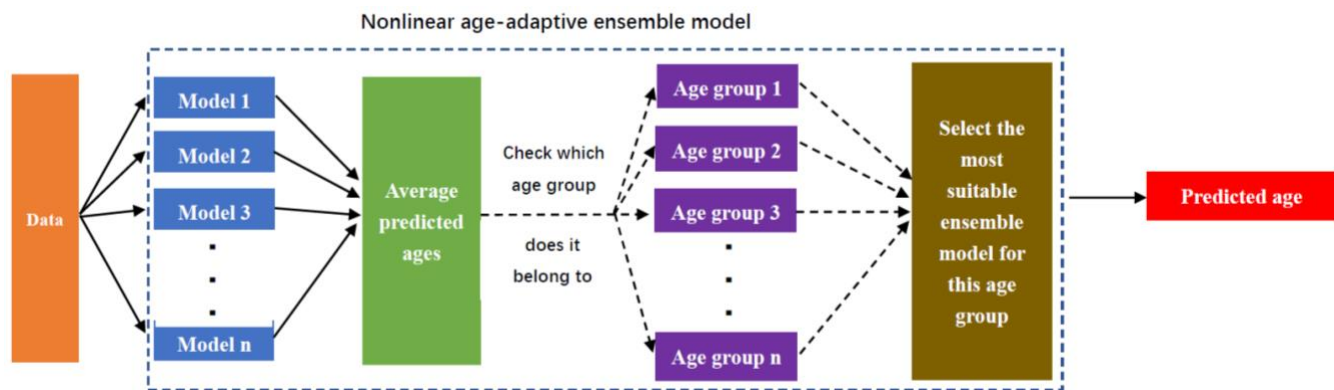 Nonlinear age-adaptive ensemble model
Data
Model 1
Model 2
Model 3
Model n
Average
predicted
ages
Check which
age group
does it
belong to
Age group 1
Age group 2
Age group 3
Age group n
Select the
most
suitable
ensemble
model for
this age
group
Predicted age